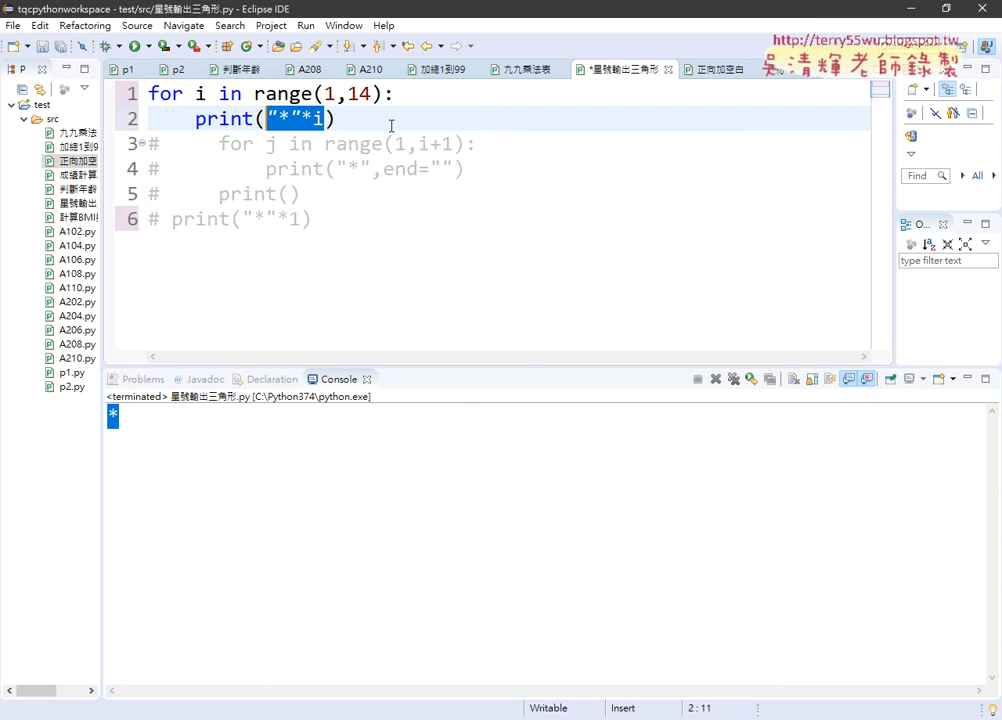 tqcpythonworkspace - test/src/星號輸出三角形.py - Eclipse IDE
File Edit Source Refactoring Navigate Search Project Run Window Help
http://terry55wu.blogspot.tw
吳清輝老師錄製
P
p1
p2
判斷年齡
A208
A210
加總1到99
九九乘法表
*星號輸出三角形
正向加空白
test
src
九九乘法
加總1到9
正向加空
成績計算
判斷年齡
星號輸出
計算BMI
A102.py
A104.py
A106.py
A108.py
A110.py
A202.py
A204.py
A206.py
A208.py
A210.py
p1.py
p2.py
1 for i in range(1,14):
2     print("*"*i)
3 #     for j in range(1,i+1):
4 #         print("*",end="")
5 #     print()
6 # print("*"*1)
Find
All
O...
type filter text
Problems Javadoc Declaration Console
<terminated> 星號輸出三角形.py [C:\Python374\python.exe]
*
Writable Insert 2 : 11